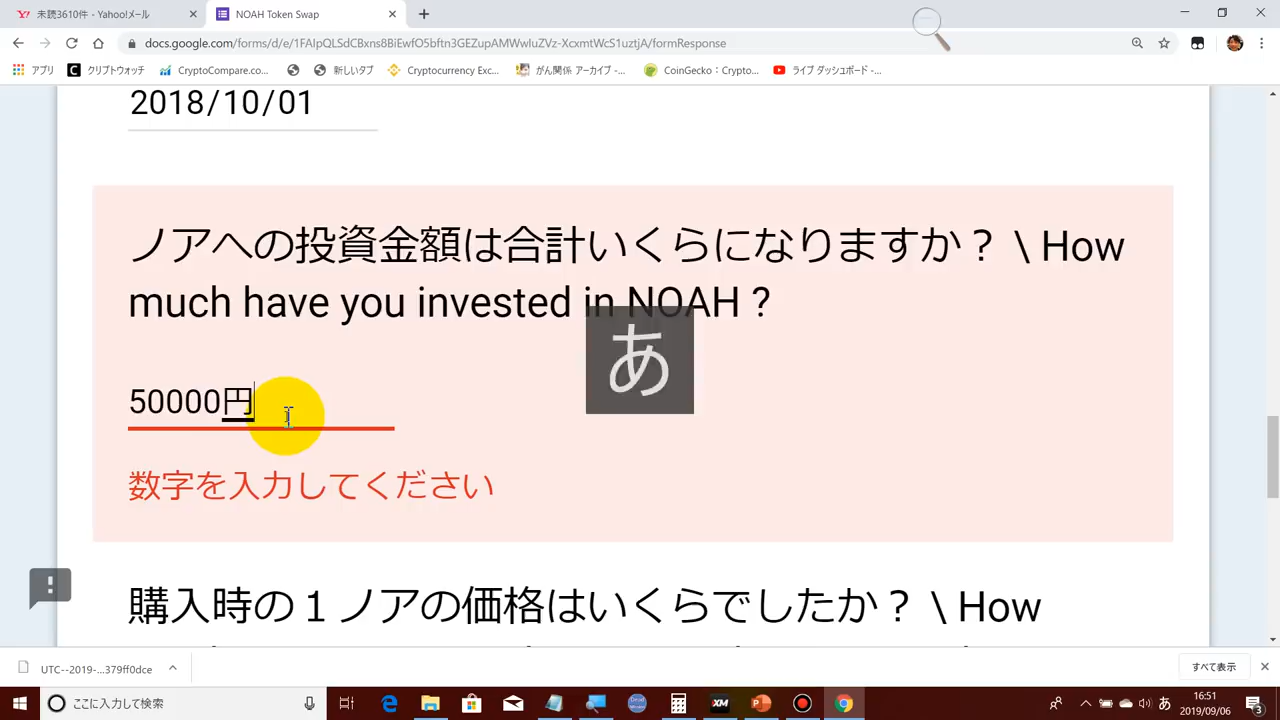 未読3610件 - Yahoo!メール
NOAH Token Swap
docs.google.com/forms/d/e/1FAIpQLSdCBxns8BiEwfO5bftn3GEZupAMWwIuZVz-XcxmtWcS1uztjA/formResponse
アプリ
クリプトウォッチ
CryptoCompare.co...
新しいタブ
Cryptocurrency Exc...
がん関係 アーカイブ -...
CoinGecko：Crypto...
ライブ ダッシュボード -...
2018/10/01
ノアへの投資金額は合計いくらになりますか？ \ How
much have you invested in NOAH ?
あ
50000円
数字を入力してください
購入時の１ノアの価格はいくらでしたか？ \ How
UTC--2019-...379ff0dce
すべて表示
ここに入力して検索
XM
あ
16:51
2019/09/06
3